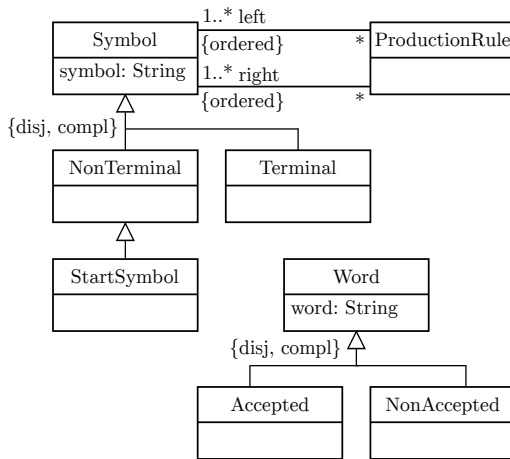 1..* left
Symbol
ProductionRule
{ordered}
*
symbol: String
1..* right
{ordered}
*
{disj, compl}
NonTerminal
Terminal
StartSymbol
Word
word: String
{disj, compl}
Accepted
NonAccepted